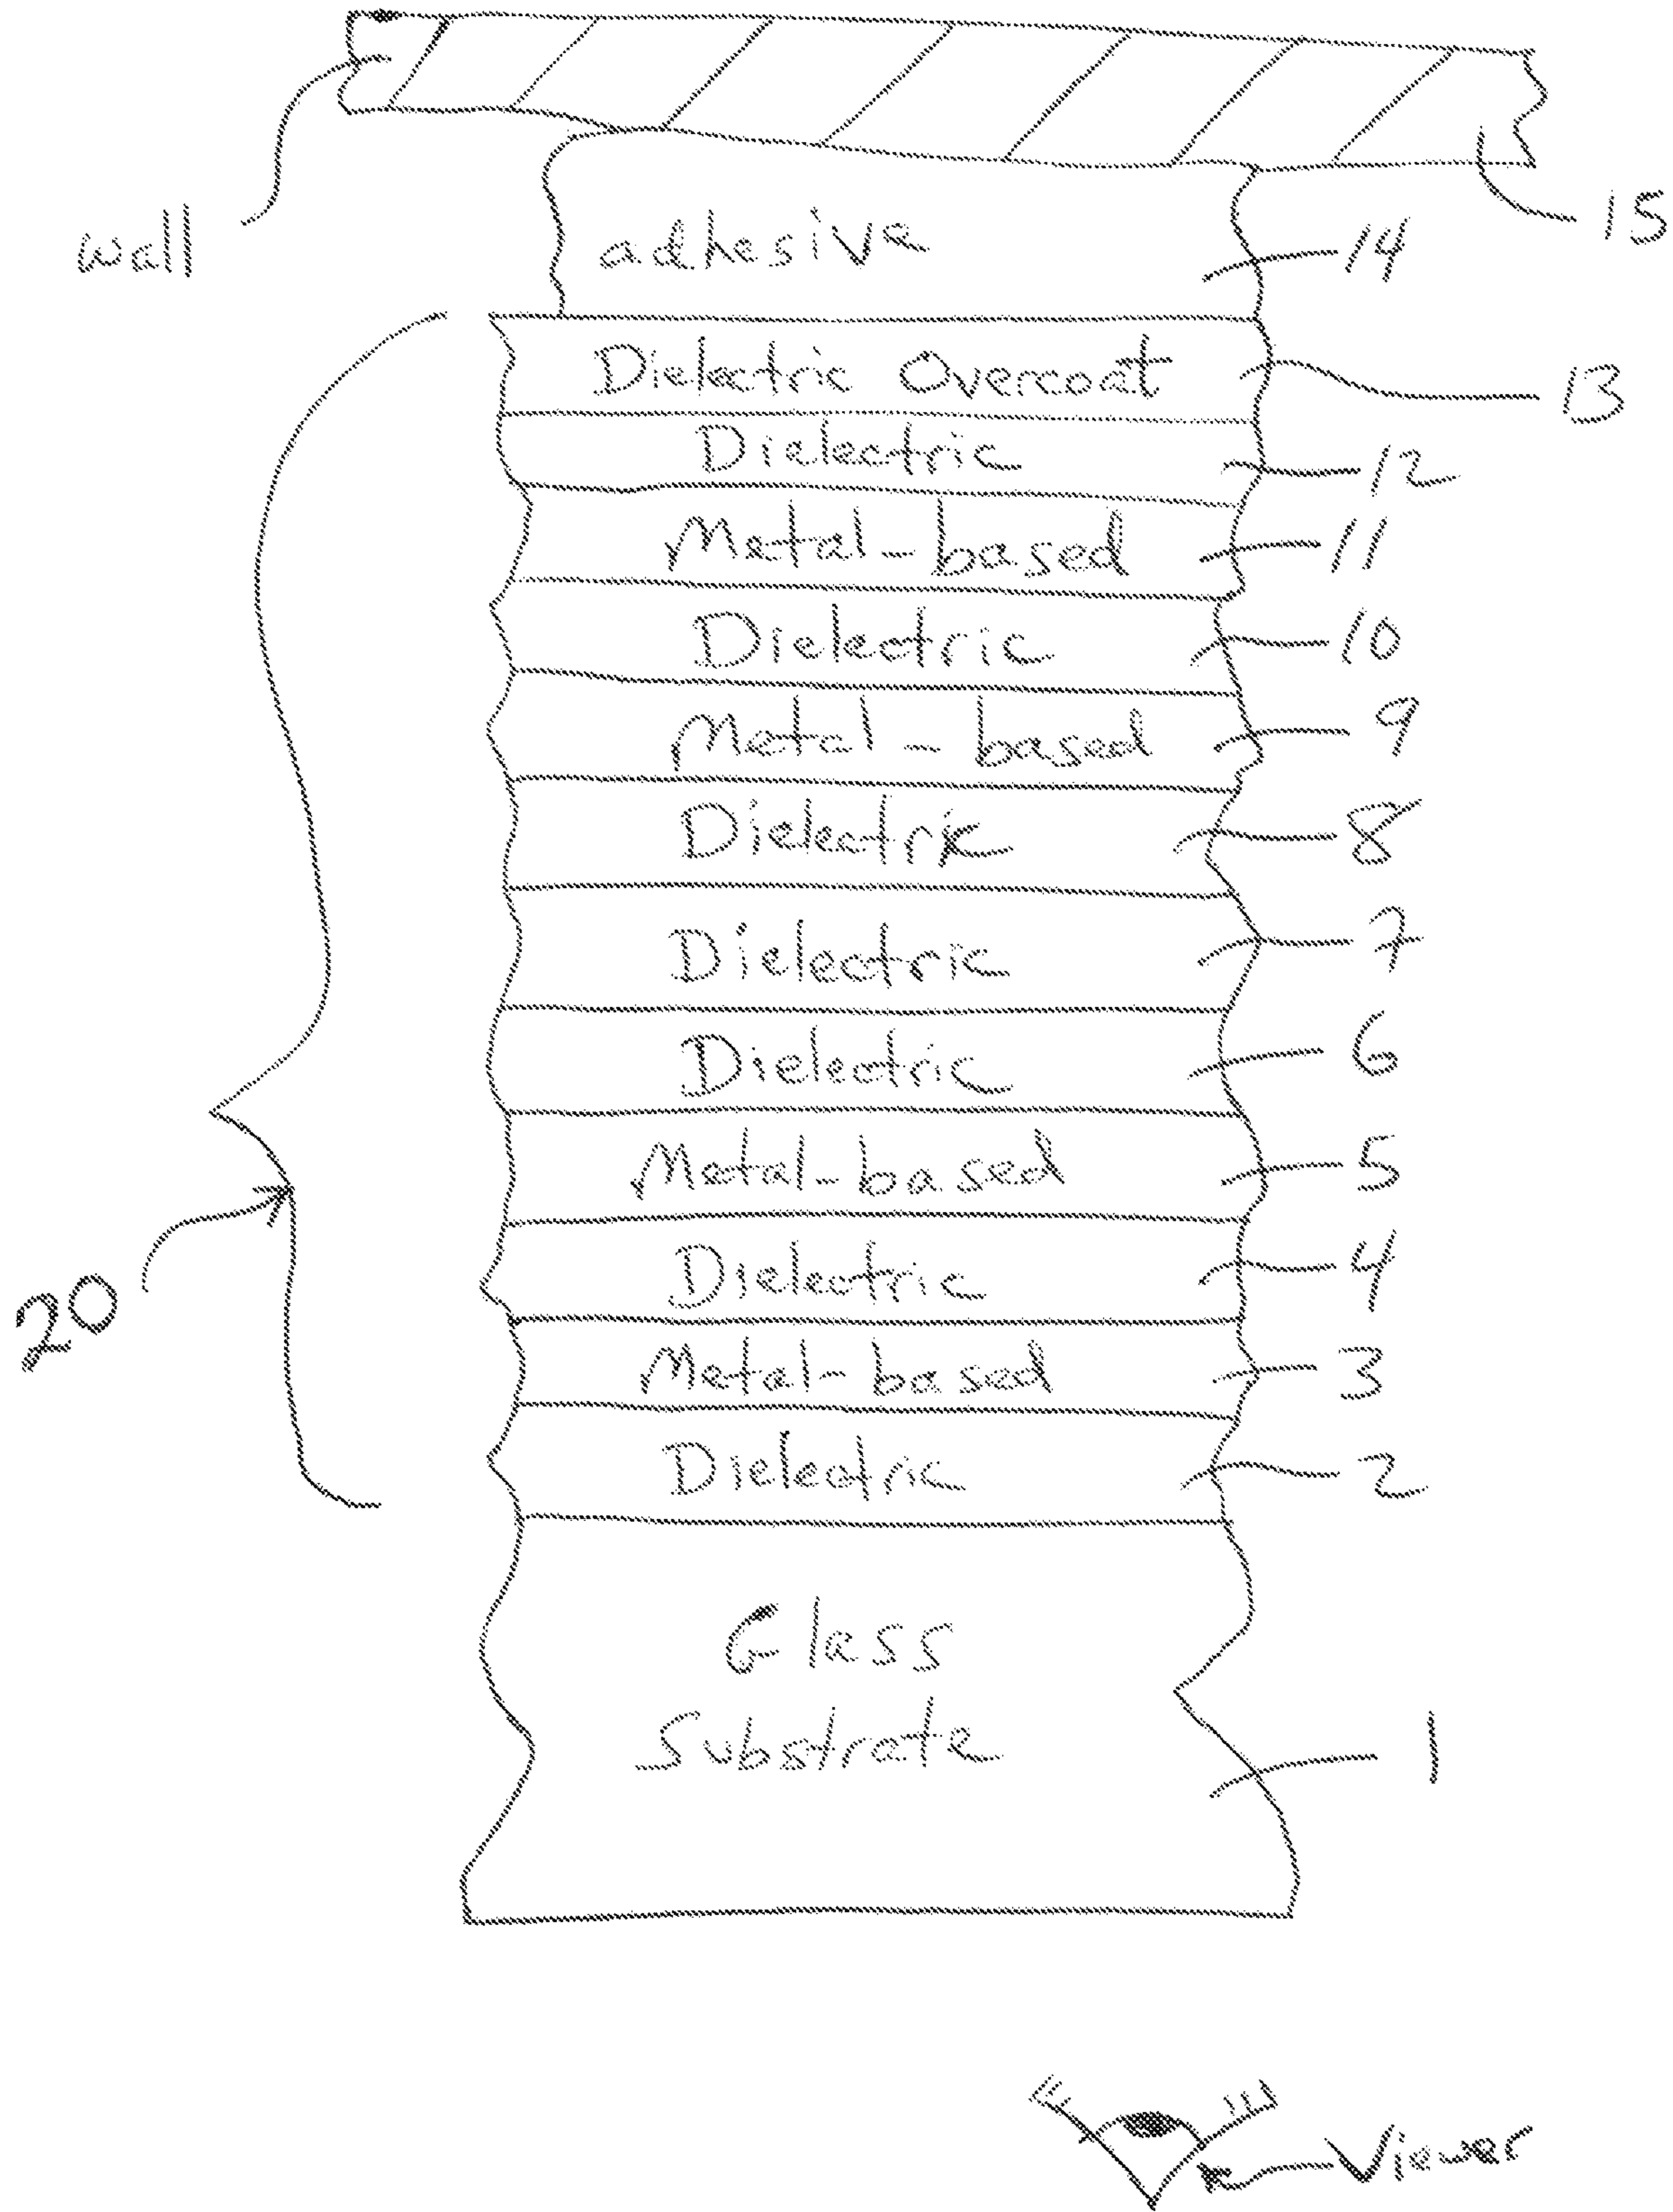 wall
15
adhesive 14
Dielectric Overcoat 13
Dielectric 12
Metal-based 11
Dielectric 10
Metal-based 9
Dielectric 8
Dielectric 7
Dielectric 6
Metal-based 5
Dielectric 4
20
Metal-based 3
Dielectric 2
Glass
Substrate
1
Viewer